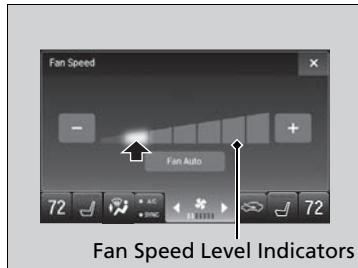 Fan Speed ×
− +
Fan Auto
72 A/C 72
SYNC
Fan Speed Level Indicators